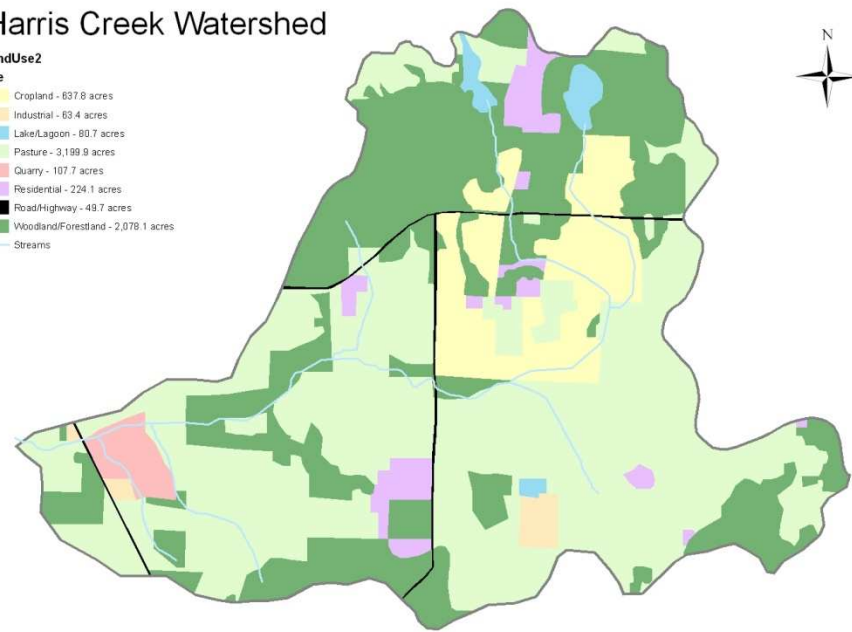 Harris Creek Watershed
N
ndUse2
e
Cropland - 637.8 acres
Industrial - 63.4 acres
Lake/Lagoon - 80.7 acres
Pasture - 3,199.9 acres
Quarry - 107.7 acres
Residential - 224.1 acres
Road/Highway - 49.7 acres
Woodland/Forestland - 2,078.1 acres
Streams